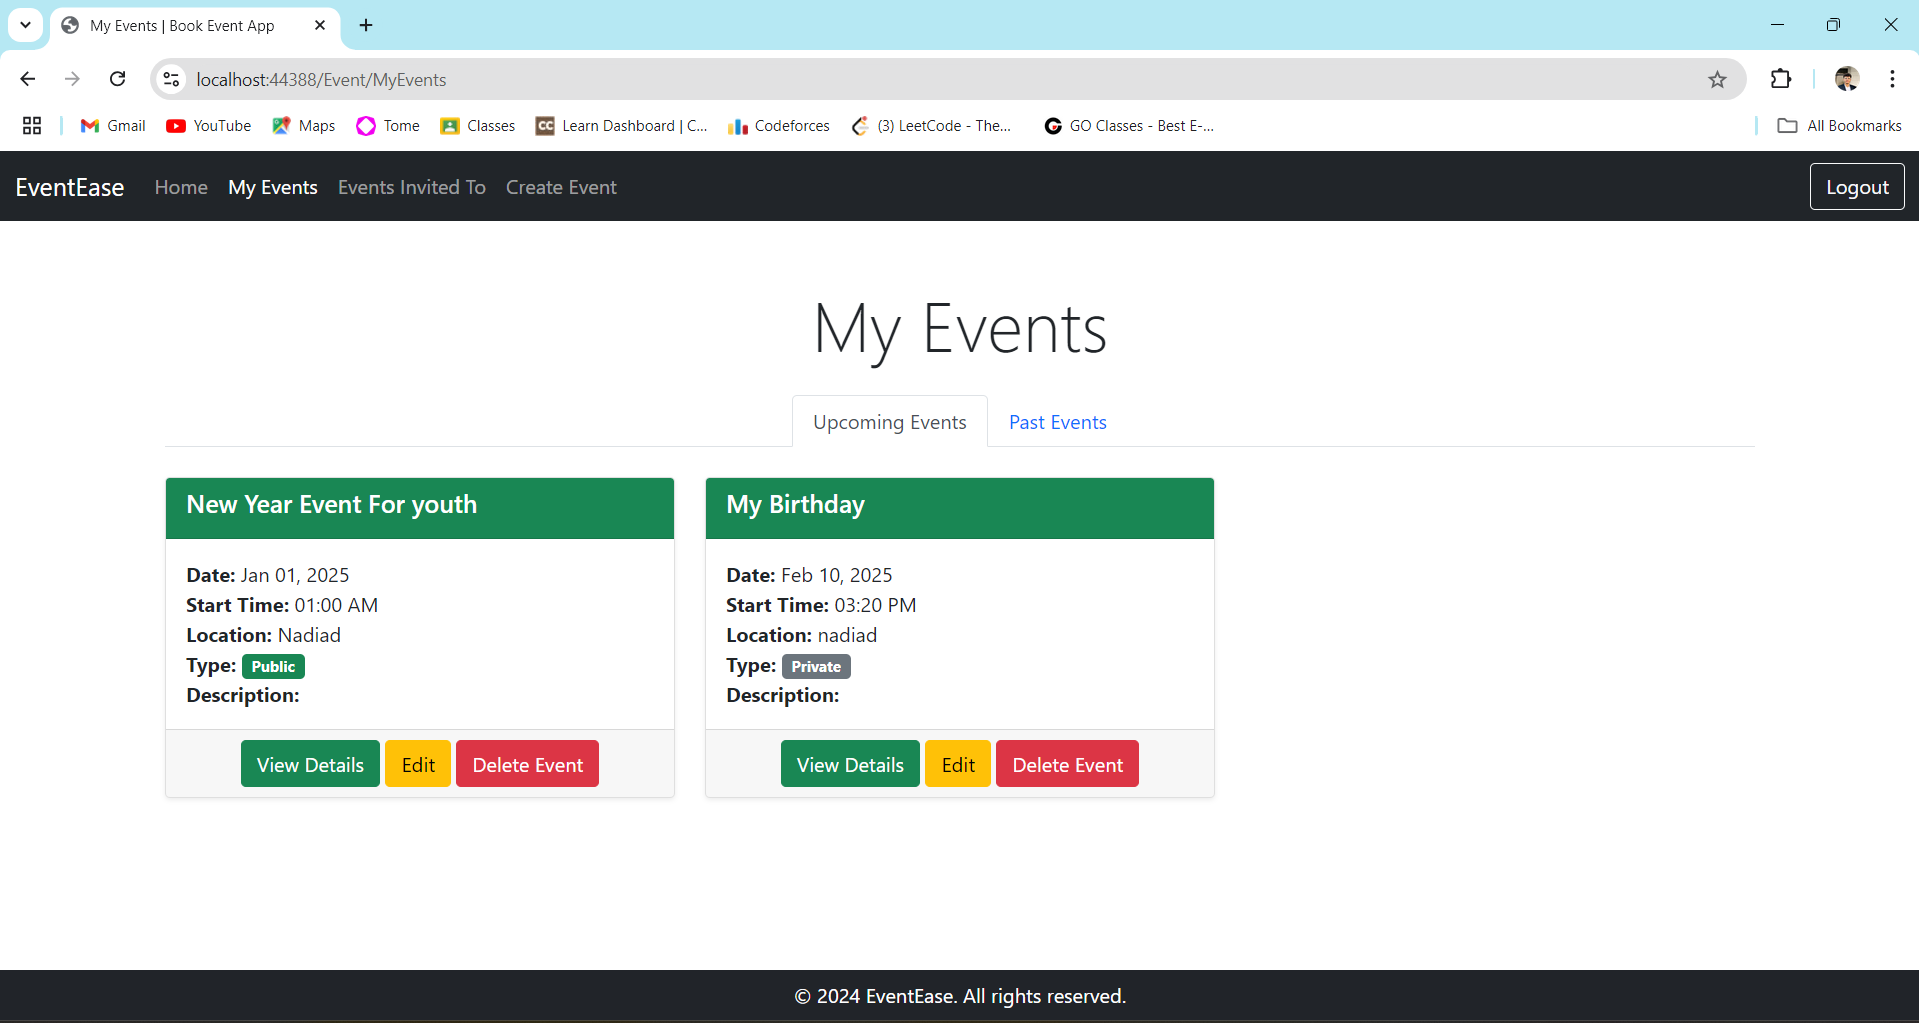 My Events | Book Event App
localhost:44388/Event/MyEvents
Gmail YouTube Maps Tome Classes Learn Dashboard | C... Codeforces (3) LeetCode - The... GO Classes - Best E-... All Bookmarks
EventEase Home My Events Events Invited To Create Event Logout
My Events
Upcoming Events Past Events
New Year Event For youth
Date: Jan 01, 2025
Start Time: 01:00 AM
Location: Nadiad
Type: Public
Description:
View Details Edit Delete Event
My Birthday
Date: Feb 10, 2025
Start Time: 03:20 PM
Location: nadiad
Type: Private
Description:
View Details Edit Delete Event
© 2024 EventEase. All rights reserved.